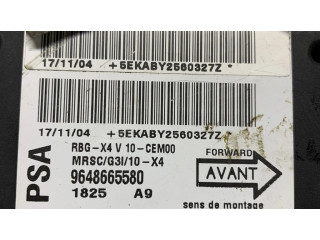 17/11/04 +5EKABY2560327Z*
17/11/04 +5EKABY2560327Z*
PSA
RBG-X4 V 10-CEM00
MRSC/G3I/10-X4
9648665580
1825 A9
FORWARD
AVANT
sens de montage